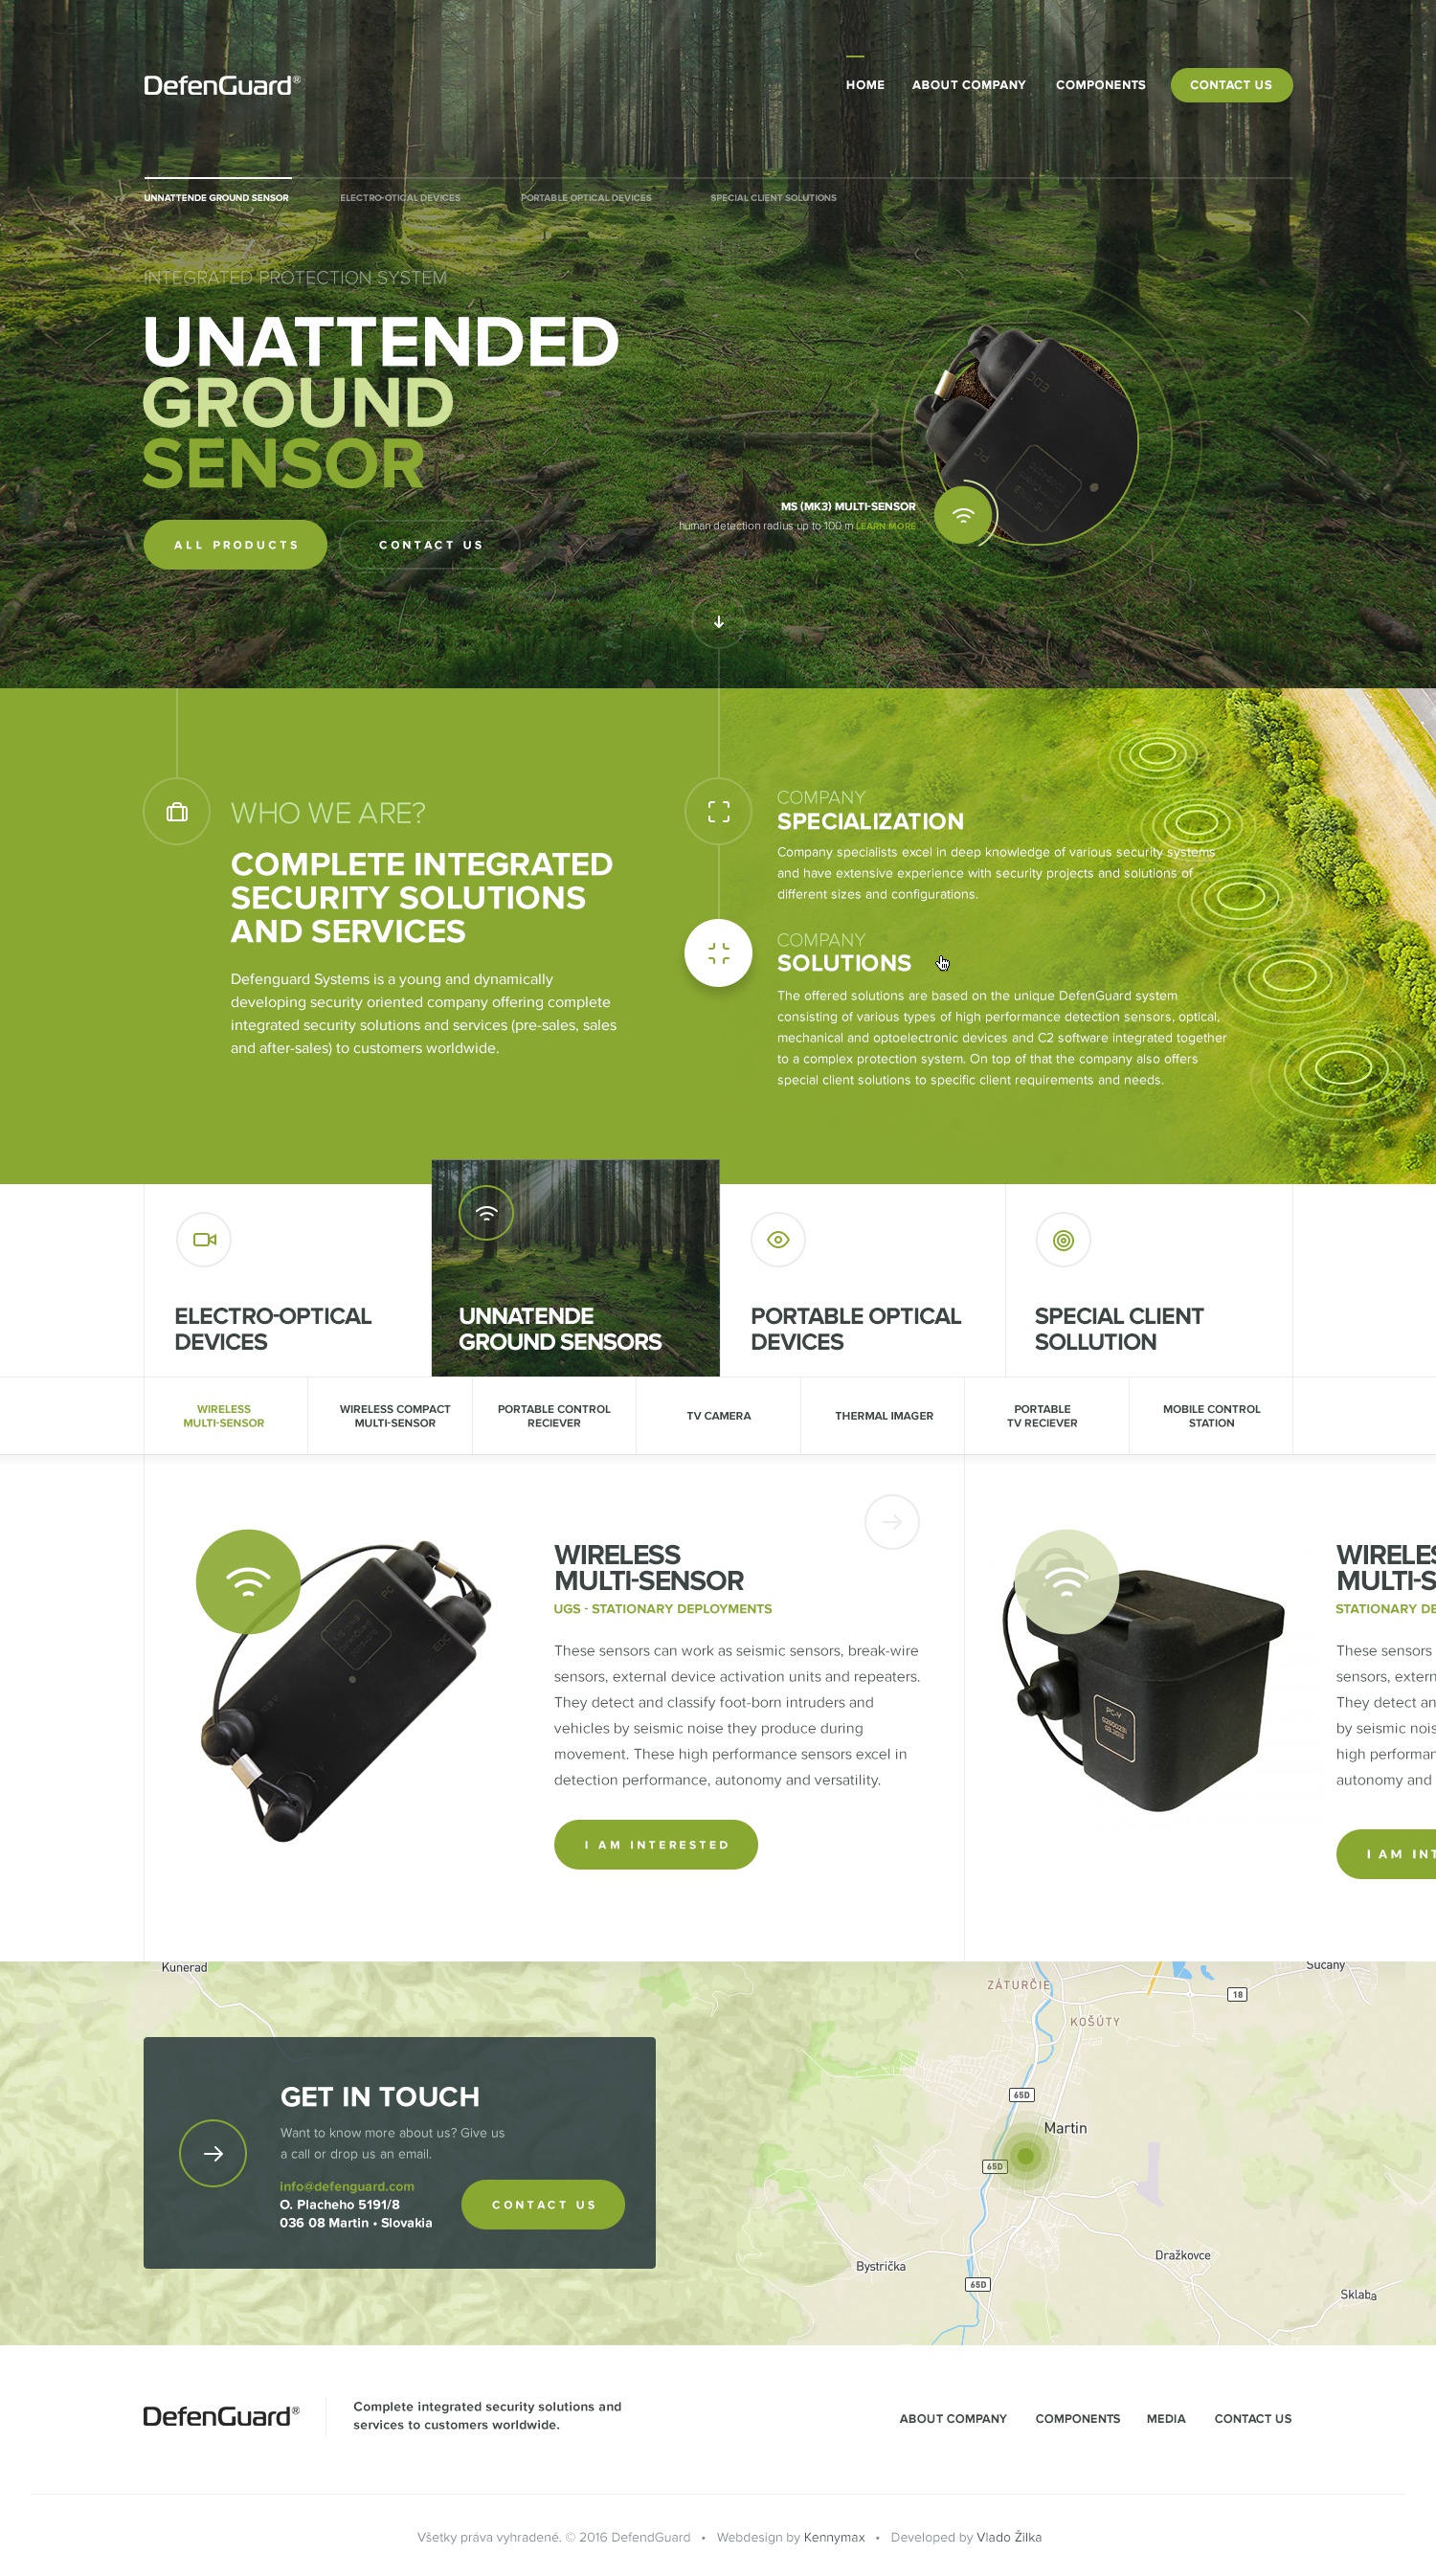 DefenGuard®
HOME ABOUT COMPANY COMPONENTS CONTACT US
UNNATTENDE GROUND SENSOR ELECTRO-OTICAL DEVICES PORTABLE OPTICAL DEVICES SPECIAL CLIENT SOLUTIONS
INTEGRATED PROTECTION SYSTEM
UNATTENDED
GROUND
SENSOR
ALL PRODUCTS CONTACT US
EDC
PC
MS (MK3) MULTI-SENSOR
human detection radius up to 100 m LEARN MORE
WHO WE ARE?
COMPLETE INTEGRATED
SECURITY SOLUTIONS
AND SERVICES
Defenguard Systems is a young and dynamically
developing security oriented company offering complete
integrated security solutions and services (pre-sales, sales
and after-sales) to customers worldwide.
COMPANY
SPECIALIZATION
Company specialists excel in deep knowledge of various security systems
and have extensive experience with security projects and solutions of
different sizes and configurations.
COMPANY
SOLUTIONS
The offered solutions are based on the unique DefenGuard system
consisting of various types of high performance detection sensors, optical,
mechanical and optoelectronic devices and C2 software integrated together
to a complex protection system. On top of that the company also offers
special client solutions to specific client requirements and needs.
ELECTRO-OPTICAL
DEVICES
UNNATENDE
GROUND SENSORS
PORTABLE OPTICAL
DEVICES
SPECIAL CLIENT
SOLLUTION
WIRELESS
MULTI-SENSOR
WIRELESS COMPACT
MULTI-SENSOR
PORTABLE CONTROL
RECIEVER
TV CAMERA
THERMAL IMAGER
PORTABLE
TV RECIEVER
MOBILE CONTROL
STATION
PC
EDC
WIRELESS
MULTI-SENSOR
UGS - STATIONARY DEPLOYMENTS
These sensors can work as seismic sensors, break-wire
sensors, external device activation units and repeaters.
They detect and classify foot-born intruders and
vehicles by seismic noise they produce during
movement. These high performance sensors excel in
detection performance, autonomy and versatility.
I AM INTERESTED
PC-V
WIRELES
MULTI-S
STATIONARY DE
These sensors
sensors, extern
They detect an
by seismic nois
high performan
autonomy and
I AM INT
Kunerad
ZÁTURČIE
Sučany
18
KOŠÚTY
65D
Martin
65D
Bystrička
Dražkovce
65D
Sklaba
GET IN TOUCH
Want to know more about us? Give us
a call or drop us an email.
info@defenguard.com
O. Placheho 5191/8
036 08 Martin • Slovakia
CONTACT US
DefenGuard®
Complete integrated security solutions and
services to customers worldwide.
ABOUT COMPANY COMPONENTS MEDIA CONTACT US
Všetky práva vyhradené, © 2016 DefendGuard • Webdesign by Kennymax • Developed by Vlado Žilka